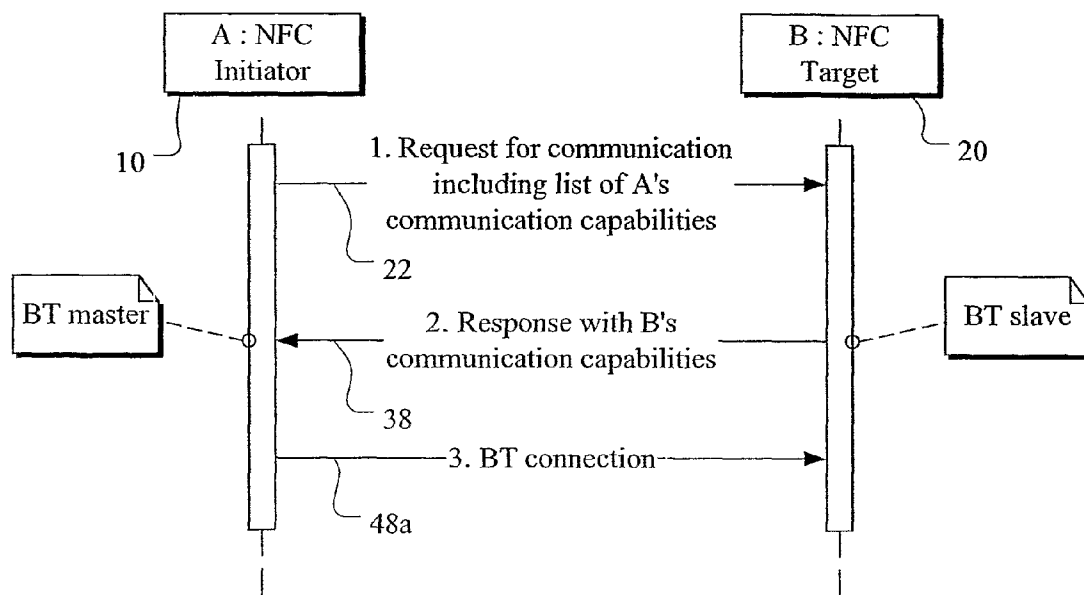 A : NFC
Initiator
B : NFC
Target
10
20
1. Request for communication
including list of A's
communication capabilities
22
BT master
BT slave
2. Response with B's
communication capabilities
38
3. BT connection
48a